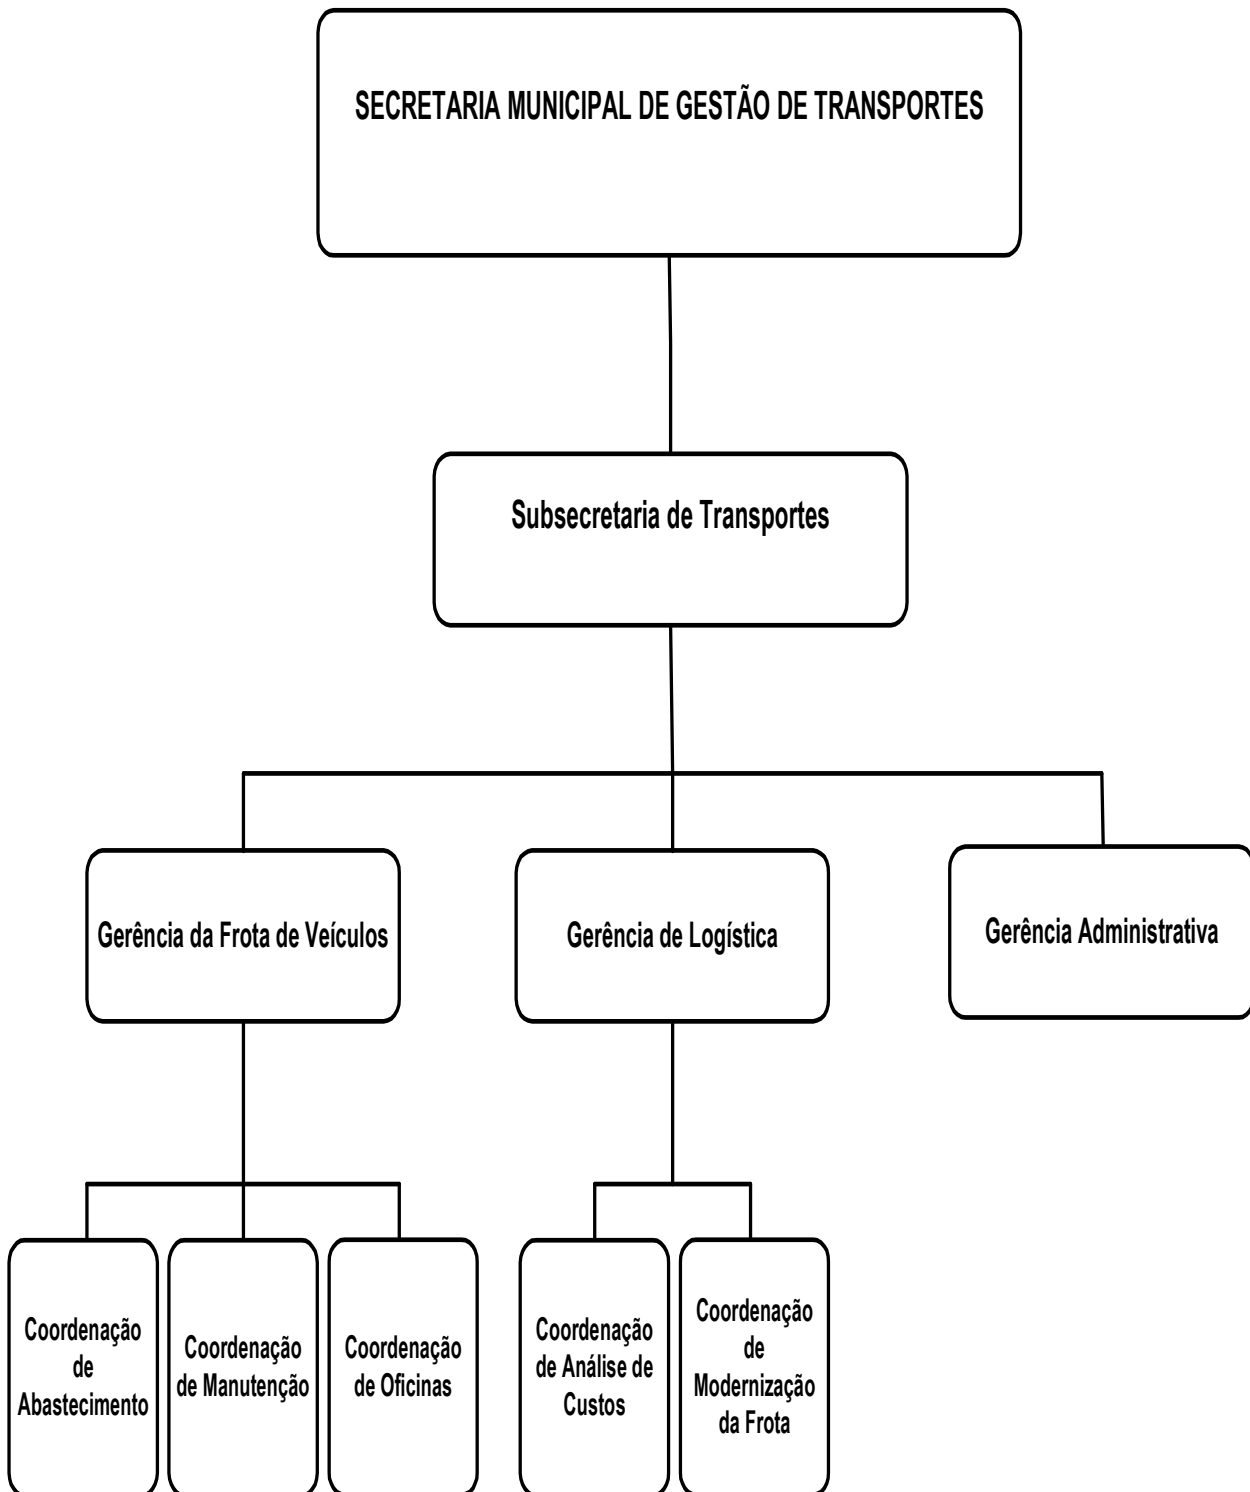 SECRETARIA MUNICIPAL DE GESTÃO DE TRANSPORTES
Subsecretaria de Transportes
Gerência da Frota de Veículos
Gerência de Logística
Gerência Administrativa
Coordenação
de
Abastecimento
Coordenação
de Manutenção
Coordenação
de Oficinas
Coordenação
de Análise de
Custos
Coordenação
de
Modernização
da Frota